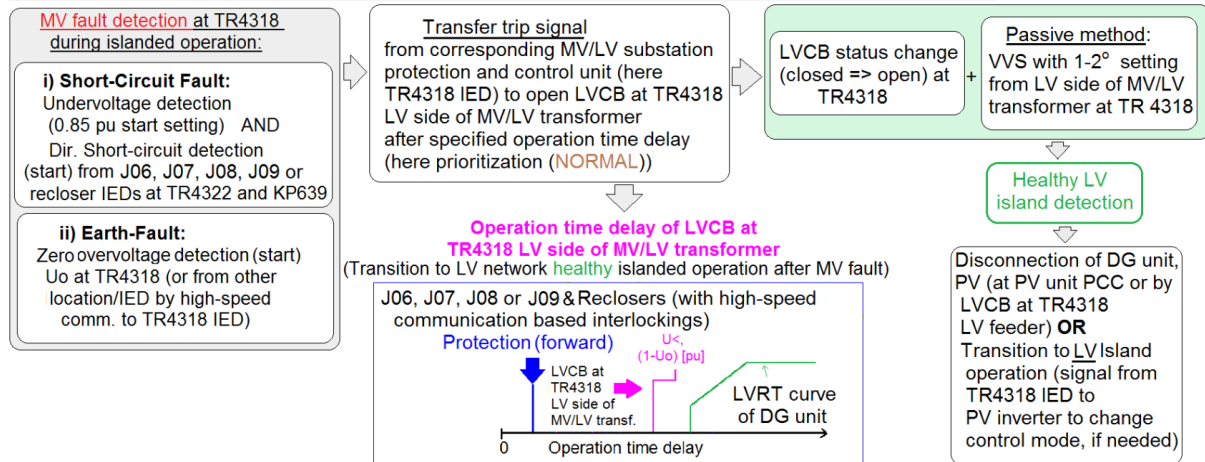 MV fault detection at TR4318
during islanded operation:
i) Short-Circuit Fault:
Undervoltage detection
(0.85 pu start setting) AND
Dir. Short-circuit detection
(start) from J06, J07, J08, J09 or
recloser IEDs at TR4322 and KP639
ii) Earth-Fault:
Zero overvoltage detection (start)
Uo at TR4318 (or from other
location/IED by high-speed
comm. to TR4318 IED)
Transfer trip signal
from corresponding MV/LV substation
protection and control unit (here
TR4318 IED) to open LVCB at TR4318
LV side of MV/LV transformer
after specified operation time delay
(here prioritization (NORMAL))
LVCB status change
(closed => open) at
TR4318
+
Passive method:
VVS with 1-2° setting
from LV side of MV/LV
transformer at TR 4318
Healthy LV
island detection
Disconnection of DG unit,
PV (at PV unit PCC or by
LVCB at TR4318
LV feeder) OR
Transition to LV Island
operation (signal from
TR4318 IED to
PV inverter to change
control mode, if needed)
Operation time delay of LVCB at
TR4318 LV side of MV/LV transformer
(Transition to LV network healthy islanded operation after MV fault)
J06, J07, J08 or J09 & Reclosers (with high-speed
communication based interlockings)
Protection (forward)
U<,
(1-Uo) [pu]
LVCB at
TR4318
LV side of
MV/LV transf.
LVRT curve
of DG unit
0
Operation time delay